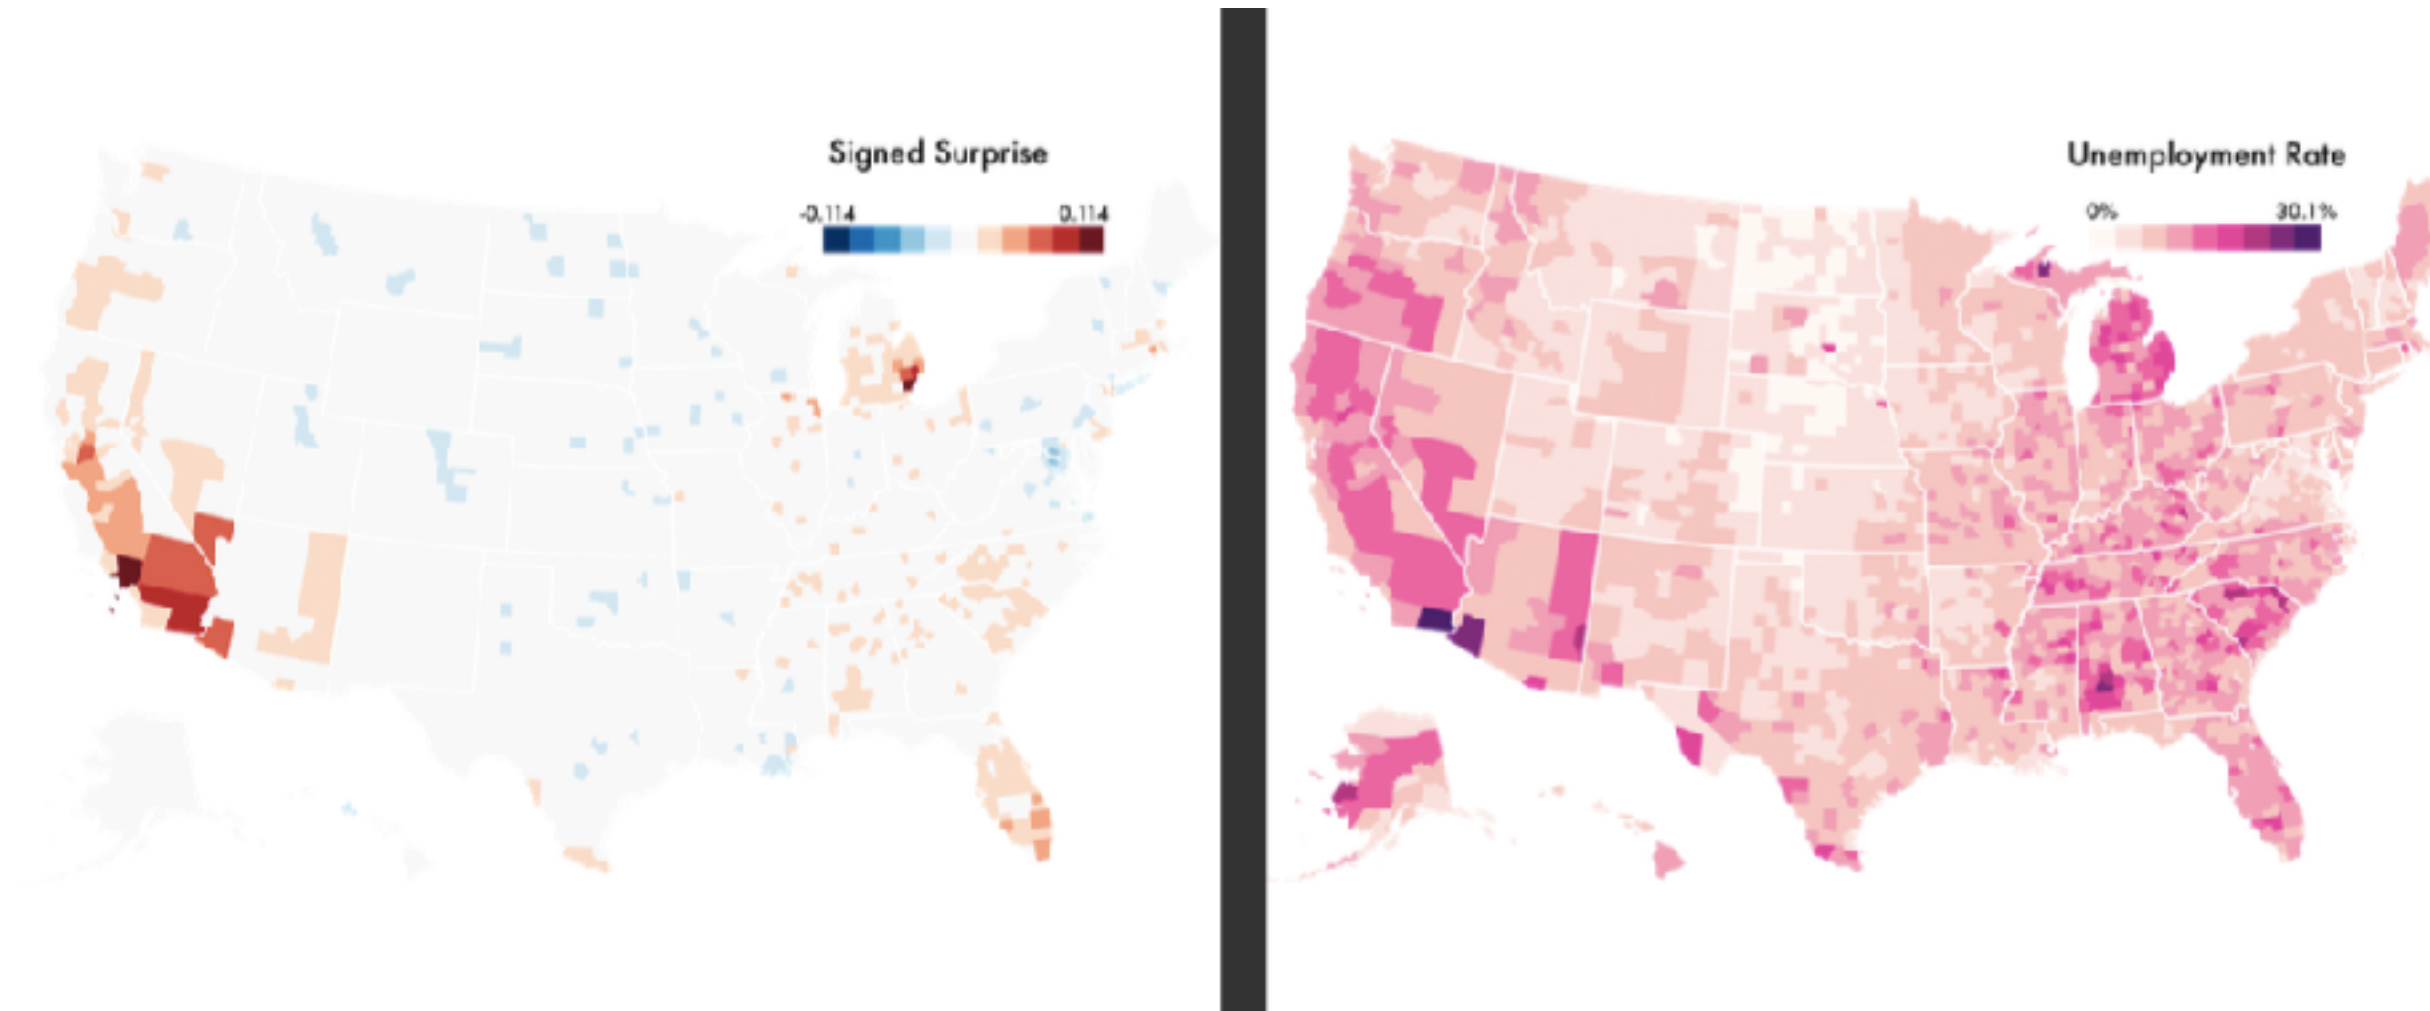 Signed Surprise
-0.114 0.114
Unemployment Rate
0% 30.1%